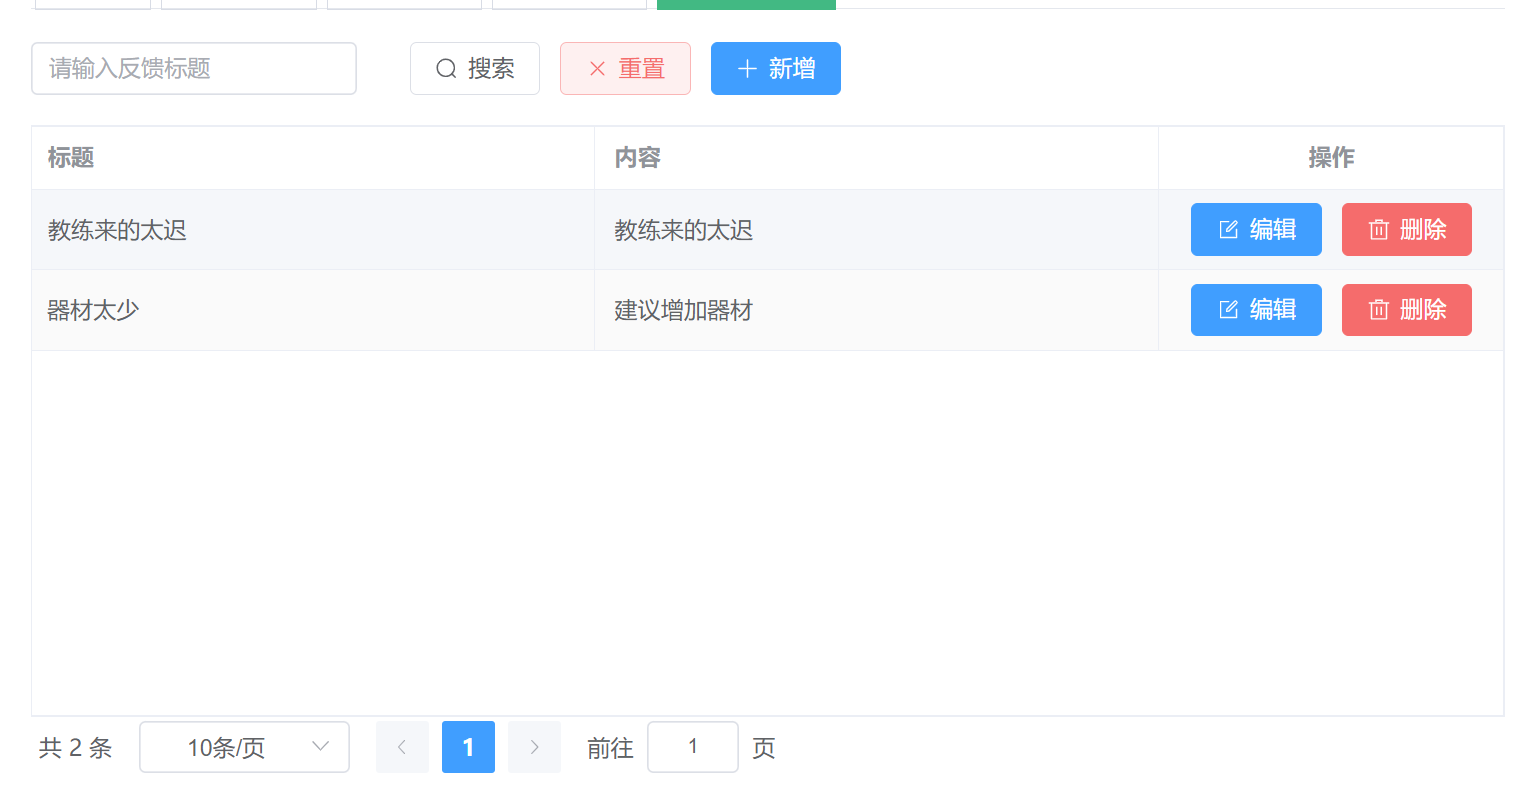 请输入反馈标题 搜索 重置 新增
标题 内容 操作
教练来的太迟 教练来的太迟 编辑 删除
器材太少 建议增加器材 编辑 删除
共 2 条 10条/页 1 前往 1 页